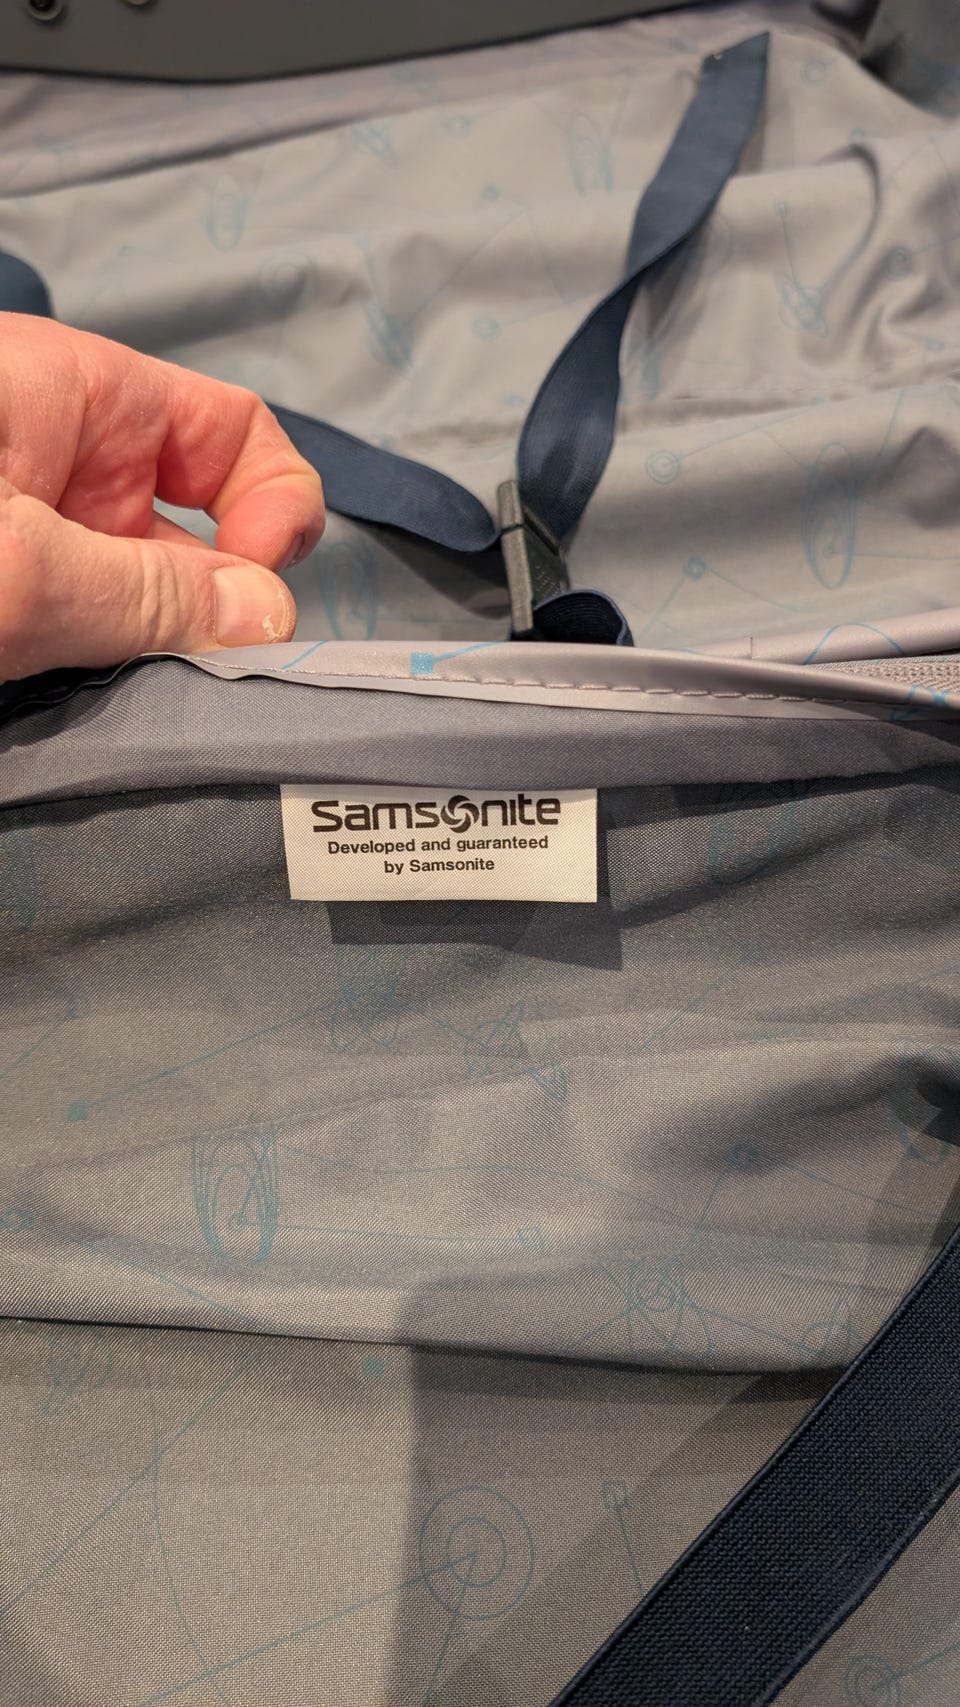 Samsonite
Developed and guaranteed
by Samsonite